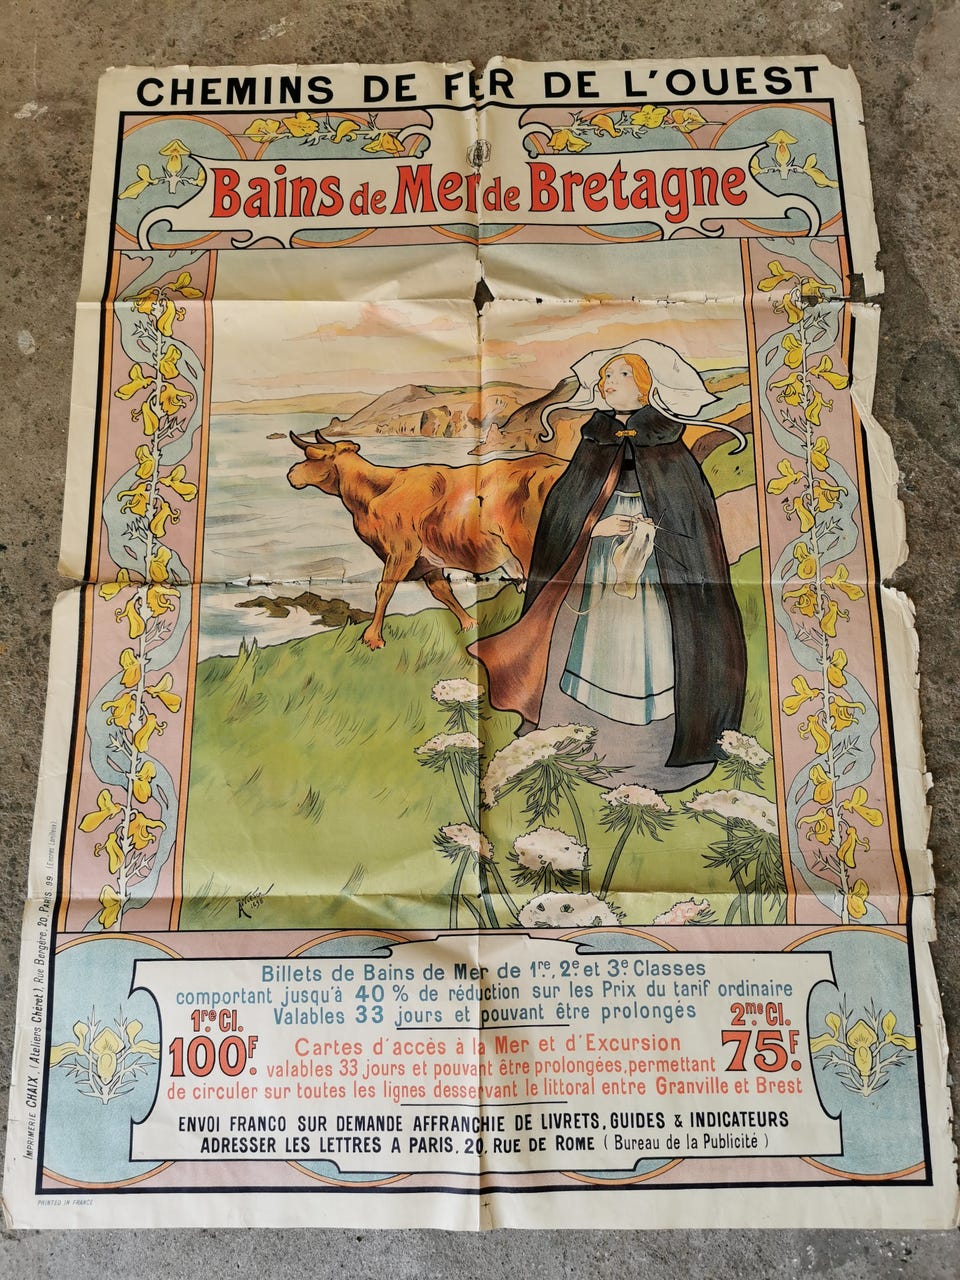 CHEMINS DE FER DE L'OUEST
Bains de Mer de Bretagne
1898
Billets de Bains de Mer de 1re, 2e et 3e Classes
comportant jusqu'à 40 % de réduction sur les Prix du tarif ordinaire
Valables 33 jours et pouvant être prolongés
1re Cl.
100F.
2me Cl.
75F.
Cartes d'accès à la Mer et d'Excursion
valables 33 jours et pouvant être prolongées, permettant
de circuler sur toutes les lignes desservant le littoral entre Granville et Brest
ENVOI FRANCO SUR DEMANDE AFFRANCHIE DE LIVRETS, GUIDES & INDICATEURS
ADRESSER LES LETTRES A PARIS, 20, RUE DE ROME (Bureau de la Publicité)
IMPRIMERIE CHAIX (Ateliers Chéret), Rue Bergère, 20, PARIS 99. (Encres Lorilleux)
PRINTED IN FRANCE